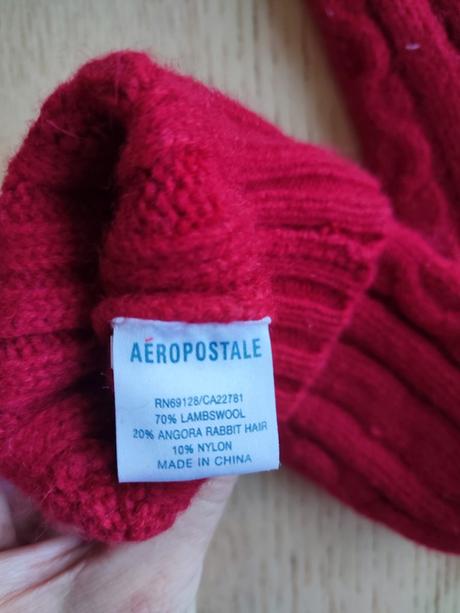 AÉROPOSTALE
RN69128/CA22781
70% LAMBSWOOL
20% ANGORA RABBIT HAIR
10% NYLON
MADE IN CHINA